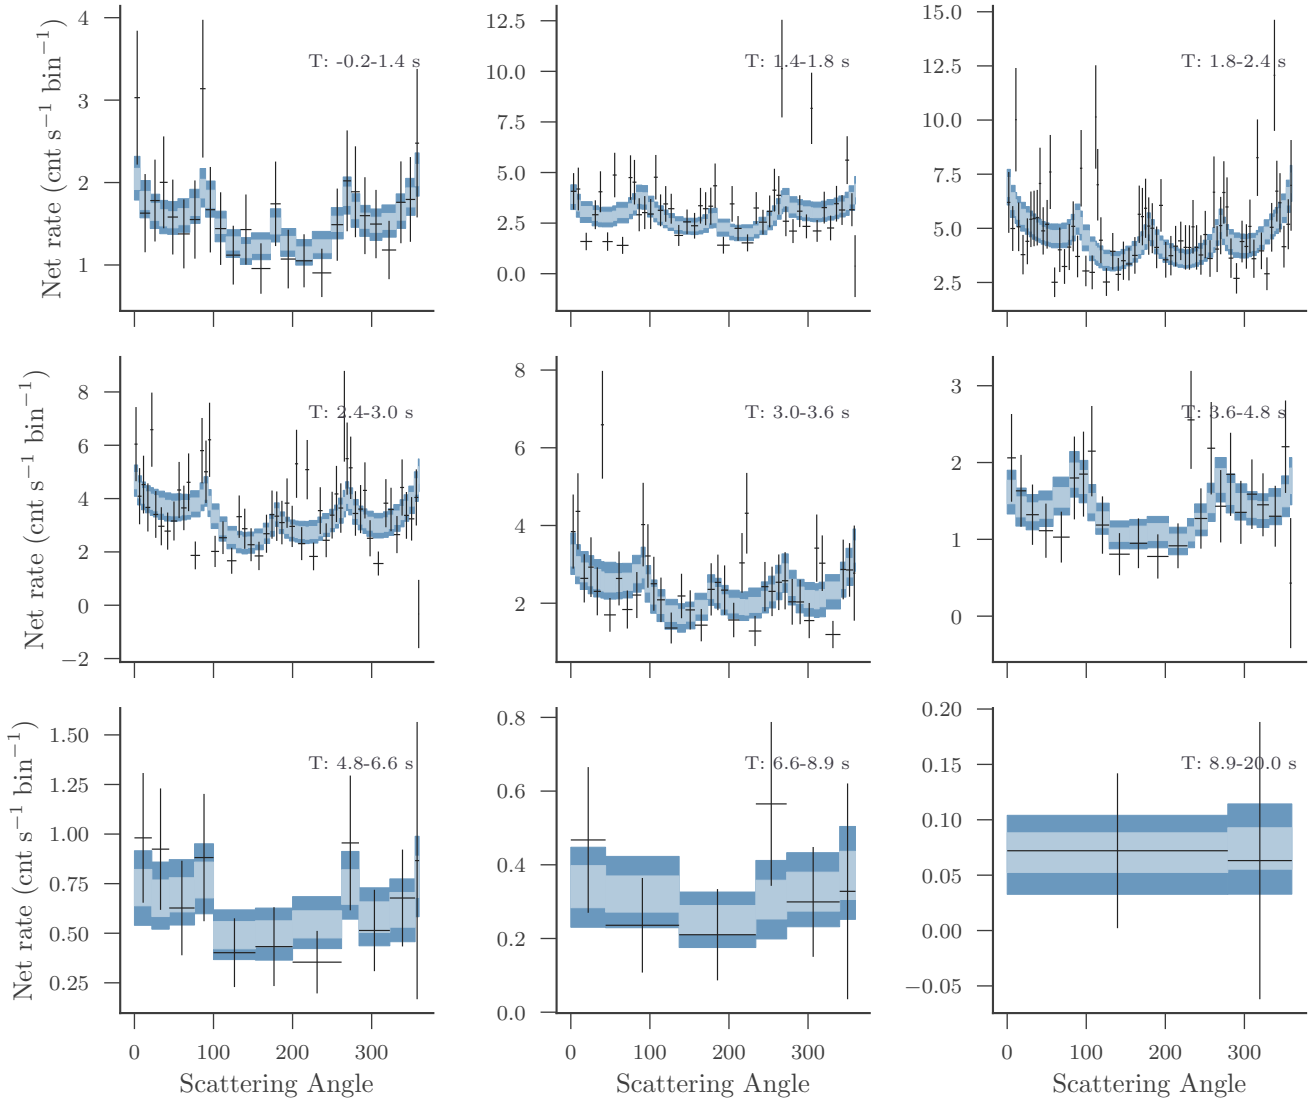 Net rate (cnt s⁻¹ bin⁻¹)
4
3
2
1
T: -0.2-1.4 s
12.5
10.0
7.5
5.0
2.5
0.0
T: 1.4-1.8 s
15.0
12.5
10.0
7.5
5.0
2.5
T: 1.8-2.4 s
Net rate (cnt s⁻¹ bin⁻¹)
8
6
4
2
0
−2
T: 2.4-3.0 s
8
6
4
2
T: 3.0-3.6 s
3
2
1
0
T: 3.6-4.8 s
Net rate (cnt s⁻¹ bin⁻¹)
1.50
1.25
1.00
0.75
0.50
0.25
T: 4.8-6.6 s
0 100 200 300
Scattering Angle
0.8
0.6
0.4
0.2
0.0
T: 6.6-8.9 s
0 100 200 300
Scattering Angle
0.20
0.15
0.10
0.05
0.00
−0.05
T: 8.9-20.0 s
0 100 200 300
Scattering Angle